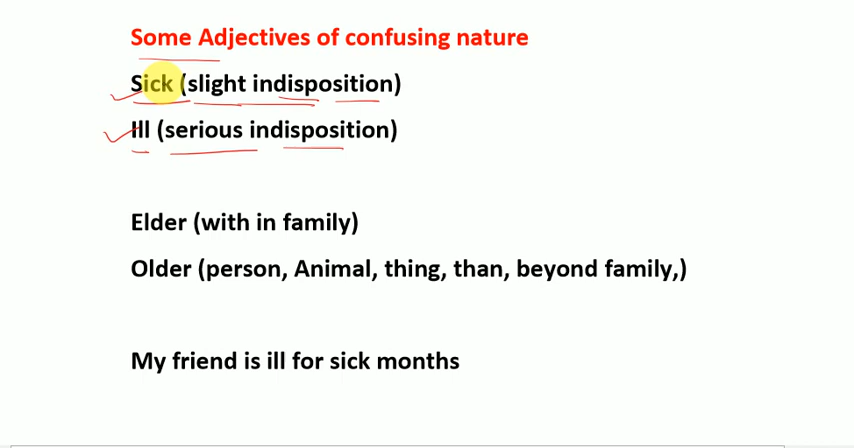 Some Adjectives of confusing nature
Sick (slight indisposition)
Ill (serious indisposition)
Elder (with in family)
Older (person, Animal, thing, than, beyond family,)
My friend is ill for sick months